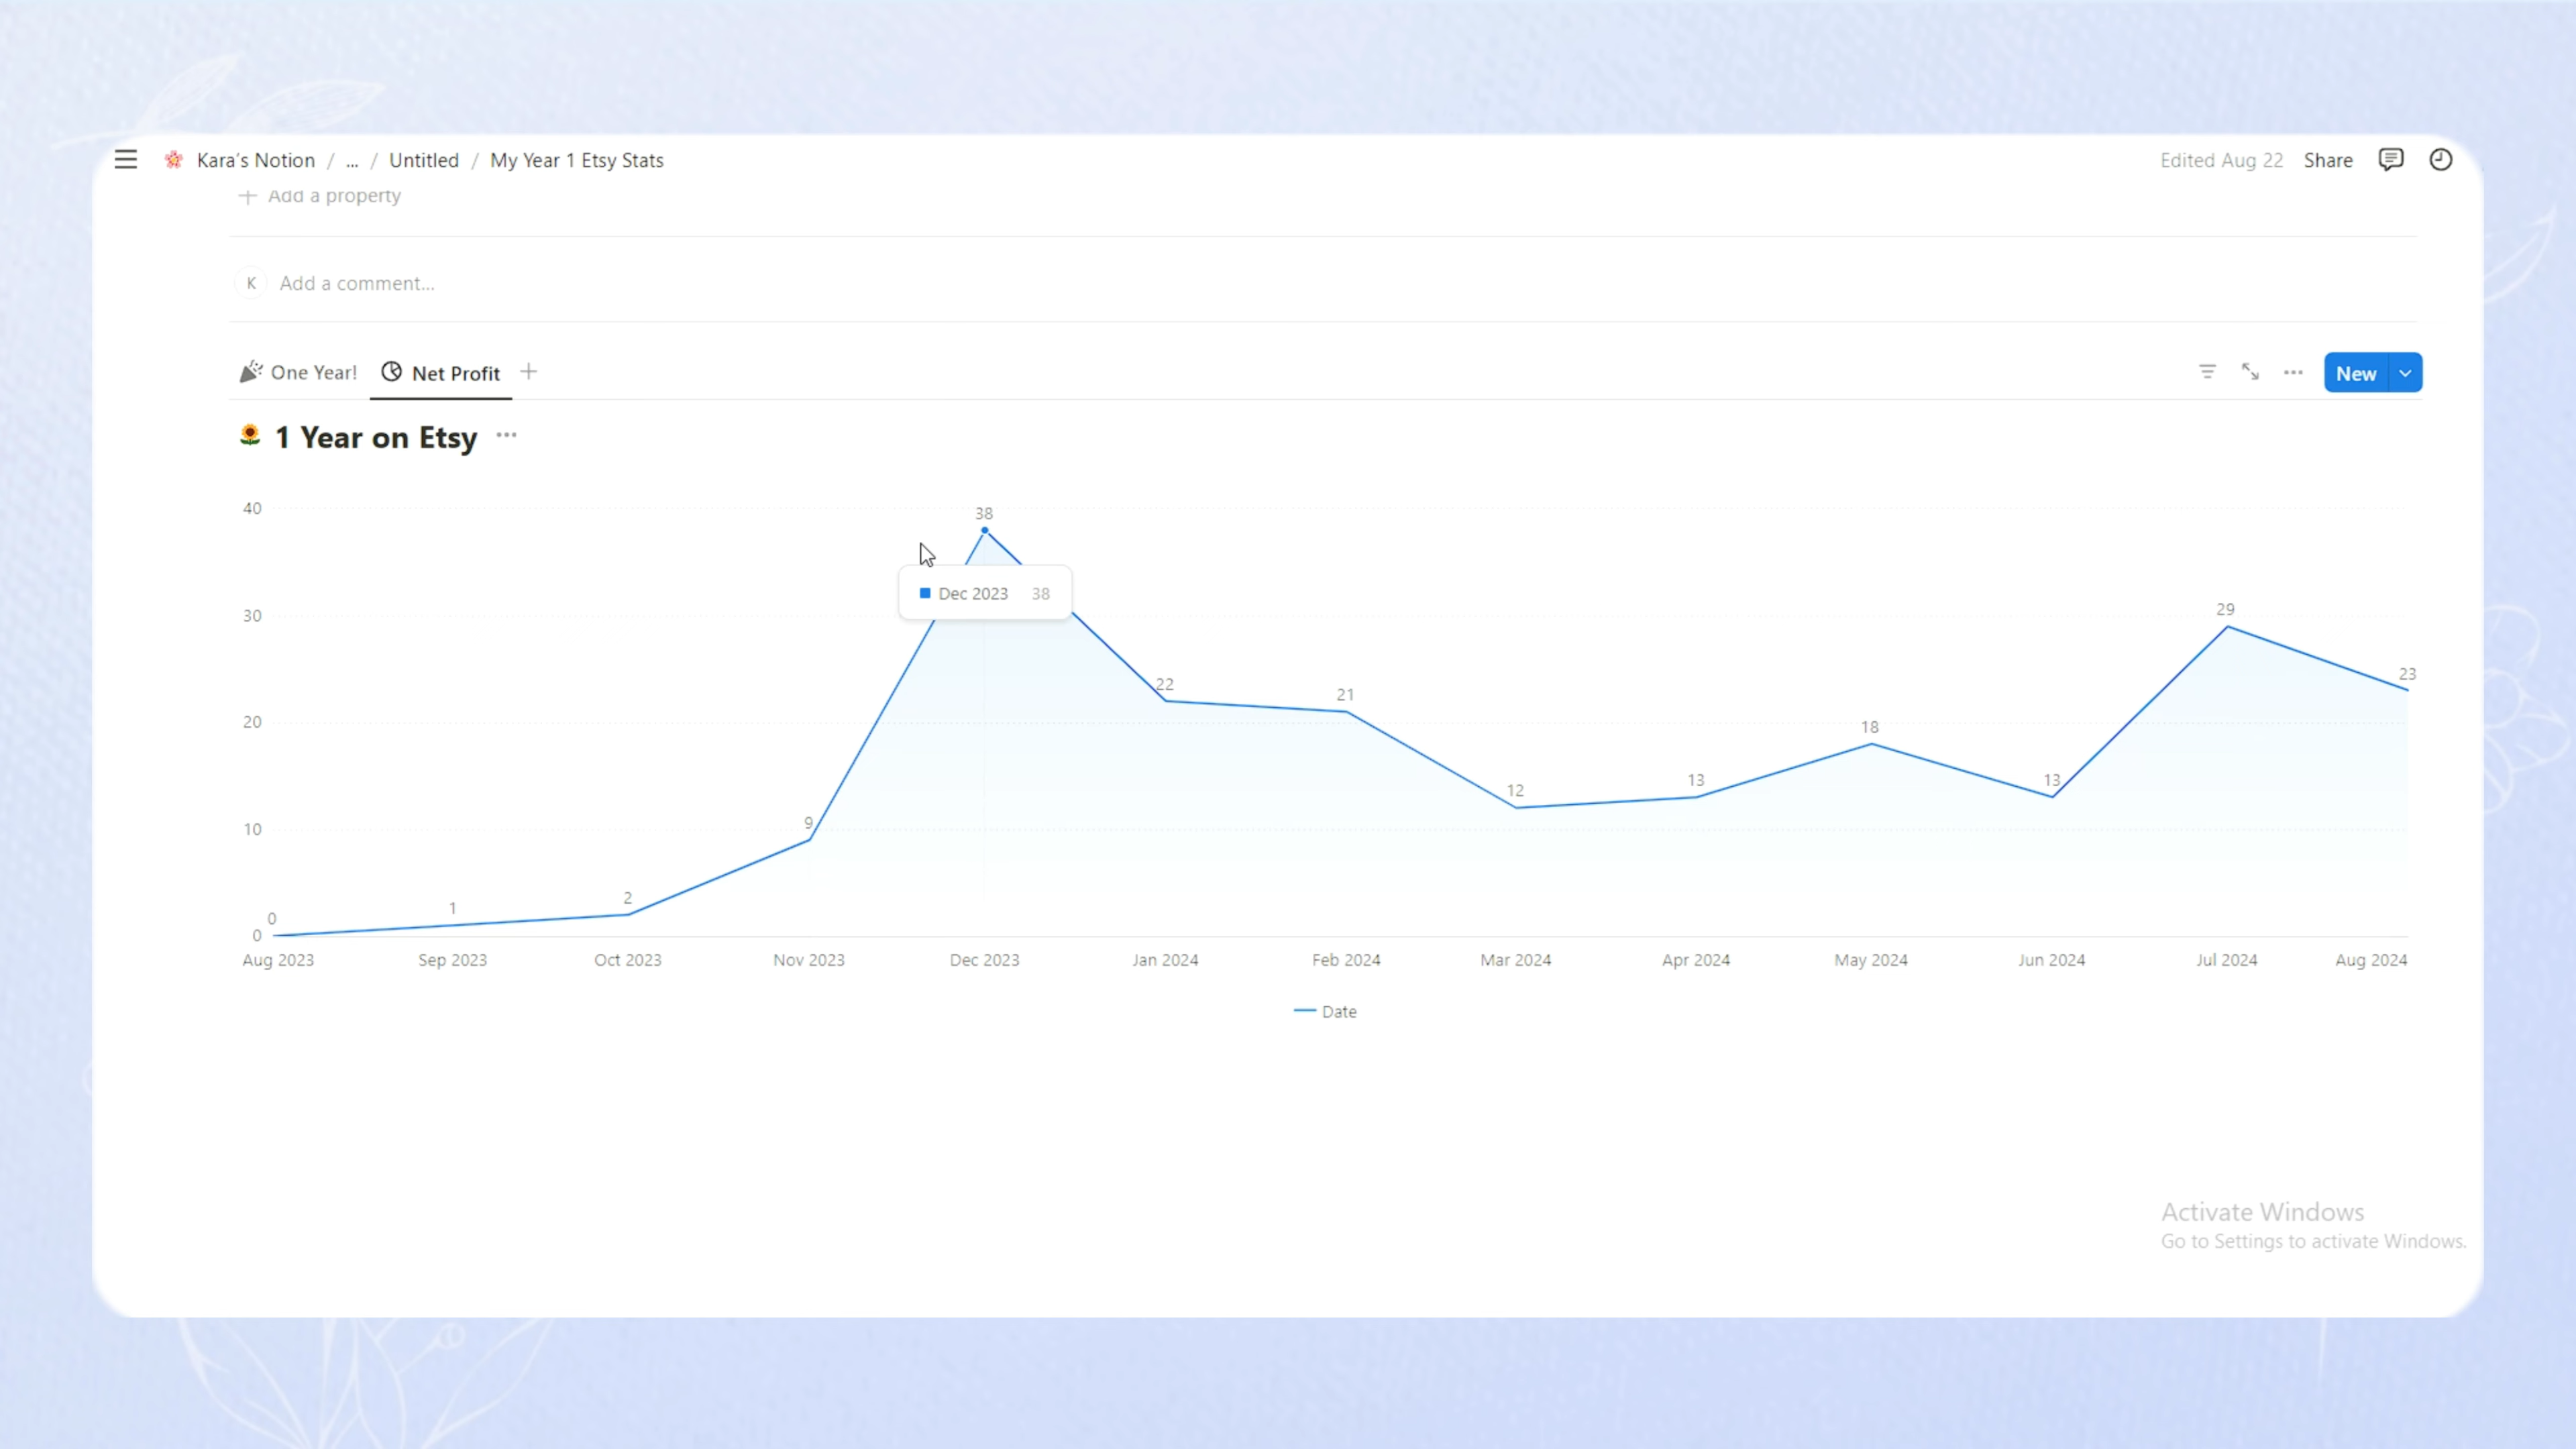 Kara's Notion / ... / Untitled / My Year 1 Etsy Stats
Edited Aug 22 Share
Add a property
K Add a comment...
One Year! Net Profit
New
1 Year on Etsy
40
30
20
10
0
0
1
2
9
38
Dec 2023 38
22
21
12
13
18
13
29
23
Aug 2023 Sep 2023 Oct 2023 Nov 2023 Dec 2023 Jan 2024 Feb 2024 Mar 2024 Apr 2024 May 2024 Jun 2024 Jul 2024 Aug 2024
Date
Activate Windows
Go to Settings to activate Windows.